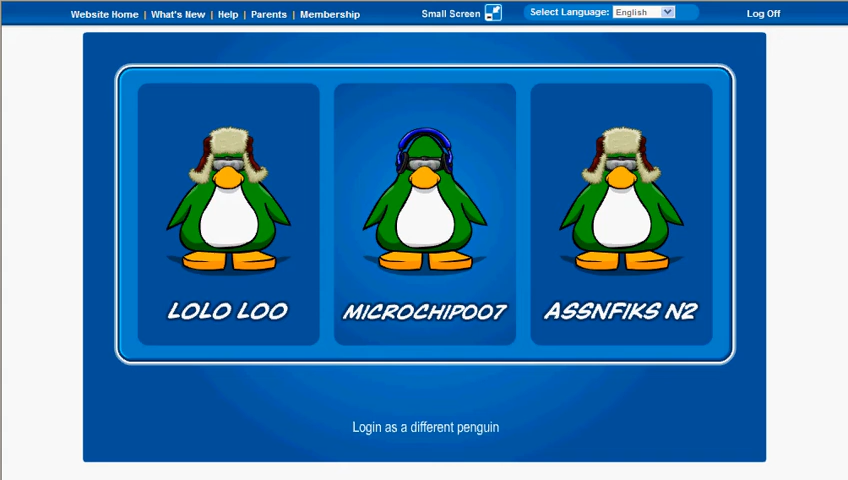 Website Home | What's New | Help | Parents | Membership Small Screen Select Language: English Log Off
LOLO LOO MICROCHIP007 ASSNFIKS N2
Login as a different penguin